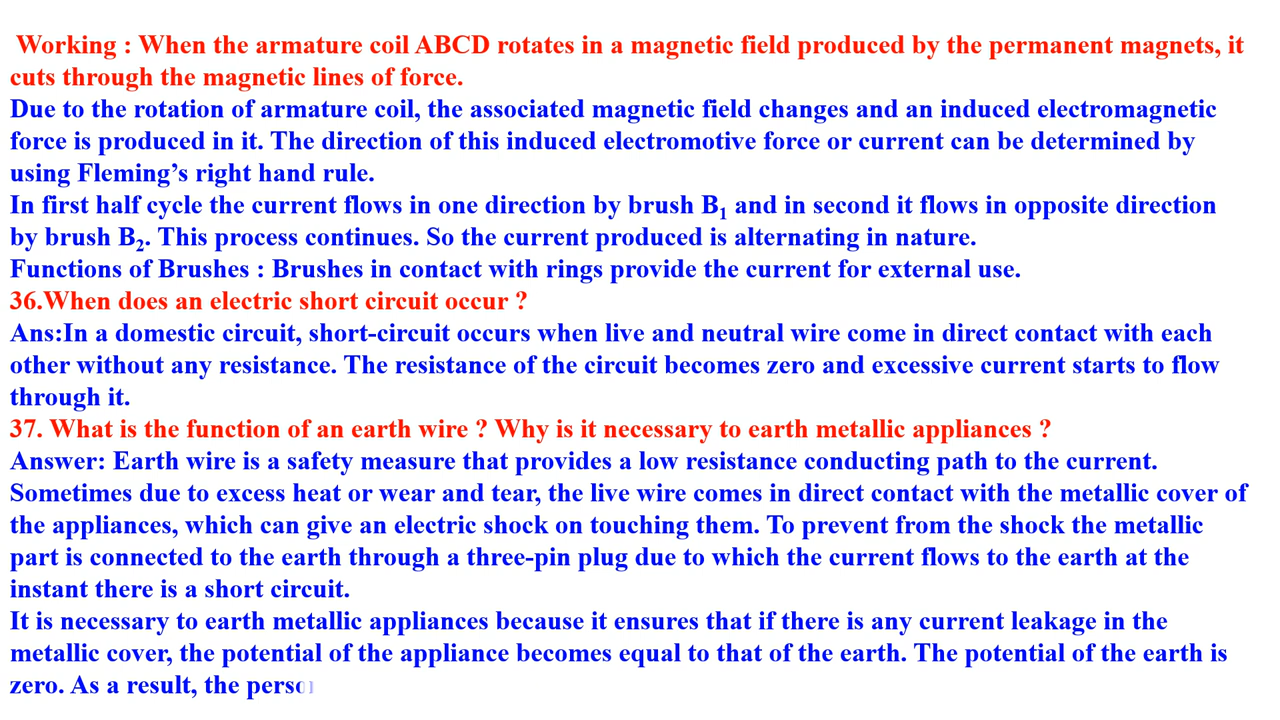 Working : When the armature coil ABCD rotates in a magnetic field produced by the permanent magnets, it
cuts through the magnetic lines of force.
Due to the rotation of armature coil, the associated magnetic field changes and an induced electromagnetic
force is produced in it. The direction of this induced electromotive force or current can be determined by
using Fleming’s right hand rule.
In first half cycle the current flows in one direction by brush B₁ and in second it flows in opposite direction
by brush B₂. This process continues. So the current produced is alternating in nature.
Functions of Brushes : Brushes in contact with rings provide the current for external use.
36.When does an electric short circuit occur ?
Ans:In a domestic circuit, short-circuit occurs when live and neutral wire come in direct contact with each
other without any resistance. The resistance of the circuit becomes zero and excessive current starts to flow
through it.
37. What is the function of an earth wire ? Why is it necessary to earth metallic appliances ?
Answer: Earth wire is a safety measure that provides a low resistance conducting path to the current.
Sometimes due to excess heat or wear and tear, the live wire comes in direct contact with the metallic cover of
the appliances, which can give an electric shock on touching them. To prevent from the shock the metallic
part is connected to the earth through a three-pin plug due to which the current flows to the earth at the
instant there is a short circuit.
It is necessary to earth metallic appliances because it ensures that if there is any current leakage in the
metallic cover, the potential of the appliance becomes equal to that of the earth. The potential of the earth is
zero. As a result, the